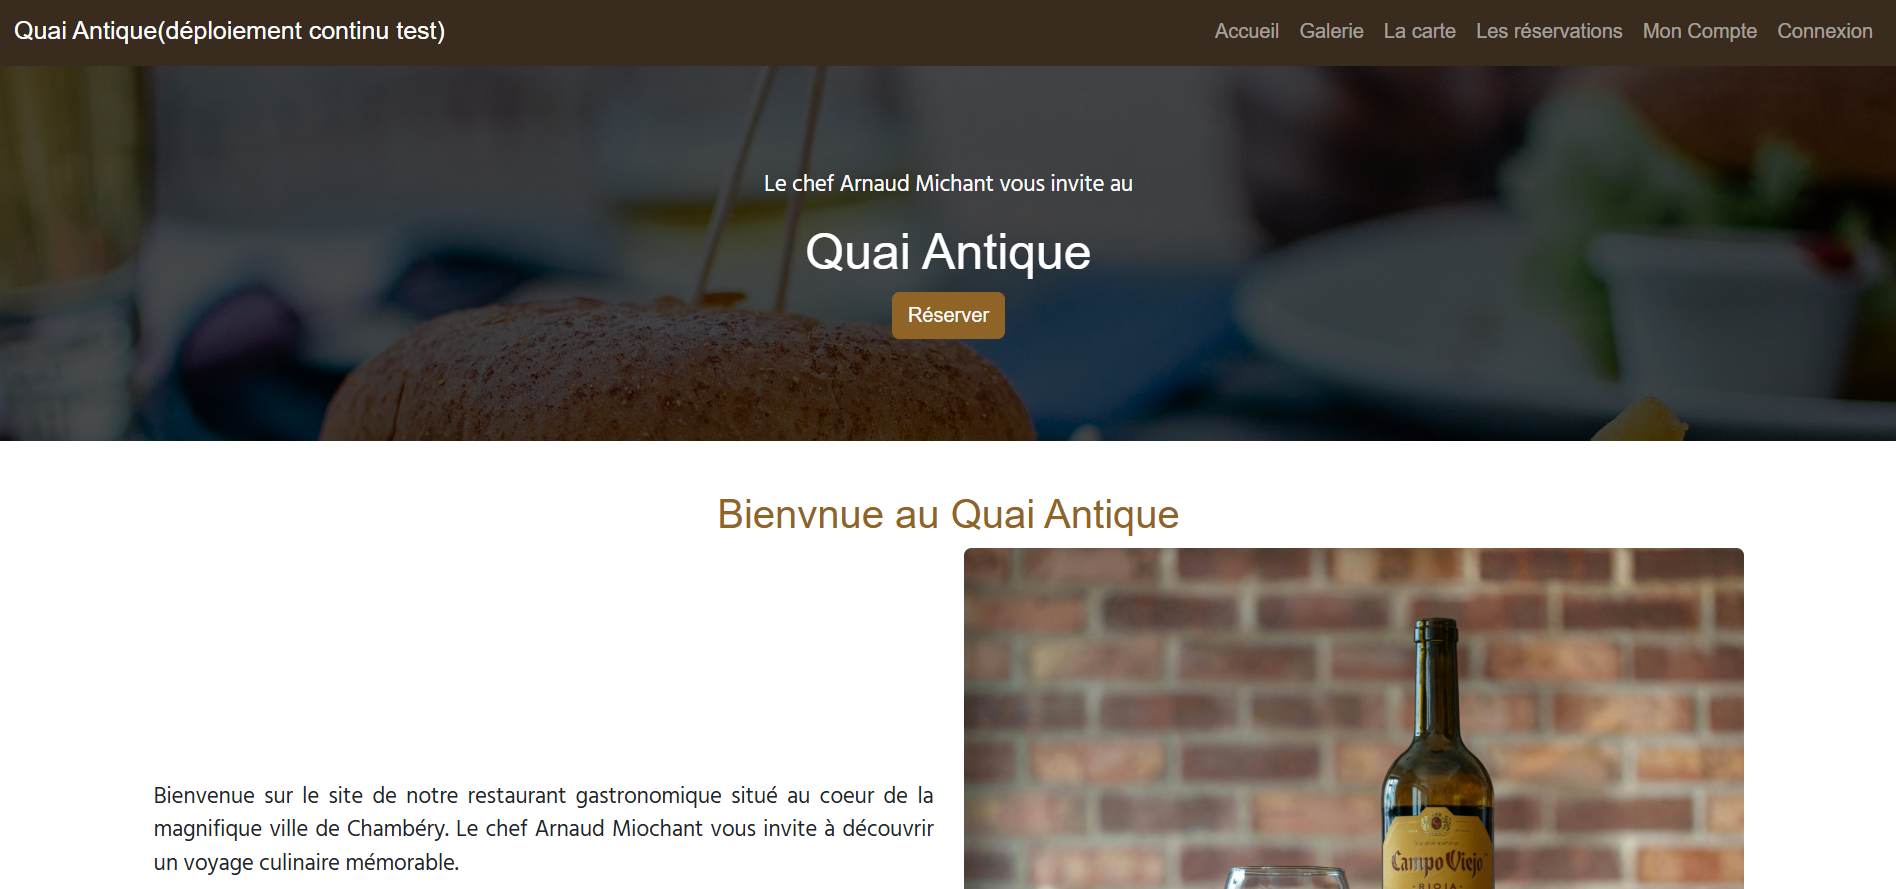 Quai Antique(déploiement continu test)
Accueil Galerie La carte Les réservations Mon Compte Connexion
Le chef Arnaud Michant vous invite au
Quai Antique
Réserver
Bienvnue au Quai Antique
Bienvenue sur le site de notre restaurant gastronomique situé au coeur de la
magnifique ville de Chambéry. Le chef Arnaud Miochant vous invite à découvrir
un voyage culinaire mémorable.
Campo Viejo
RIOJA